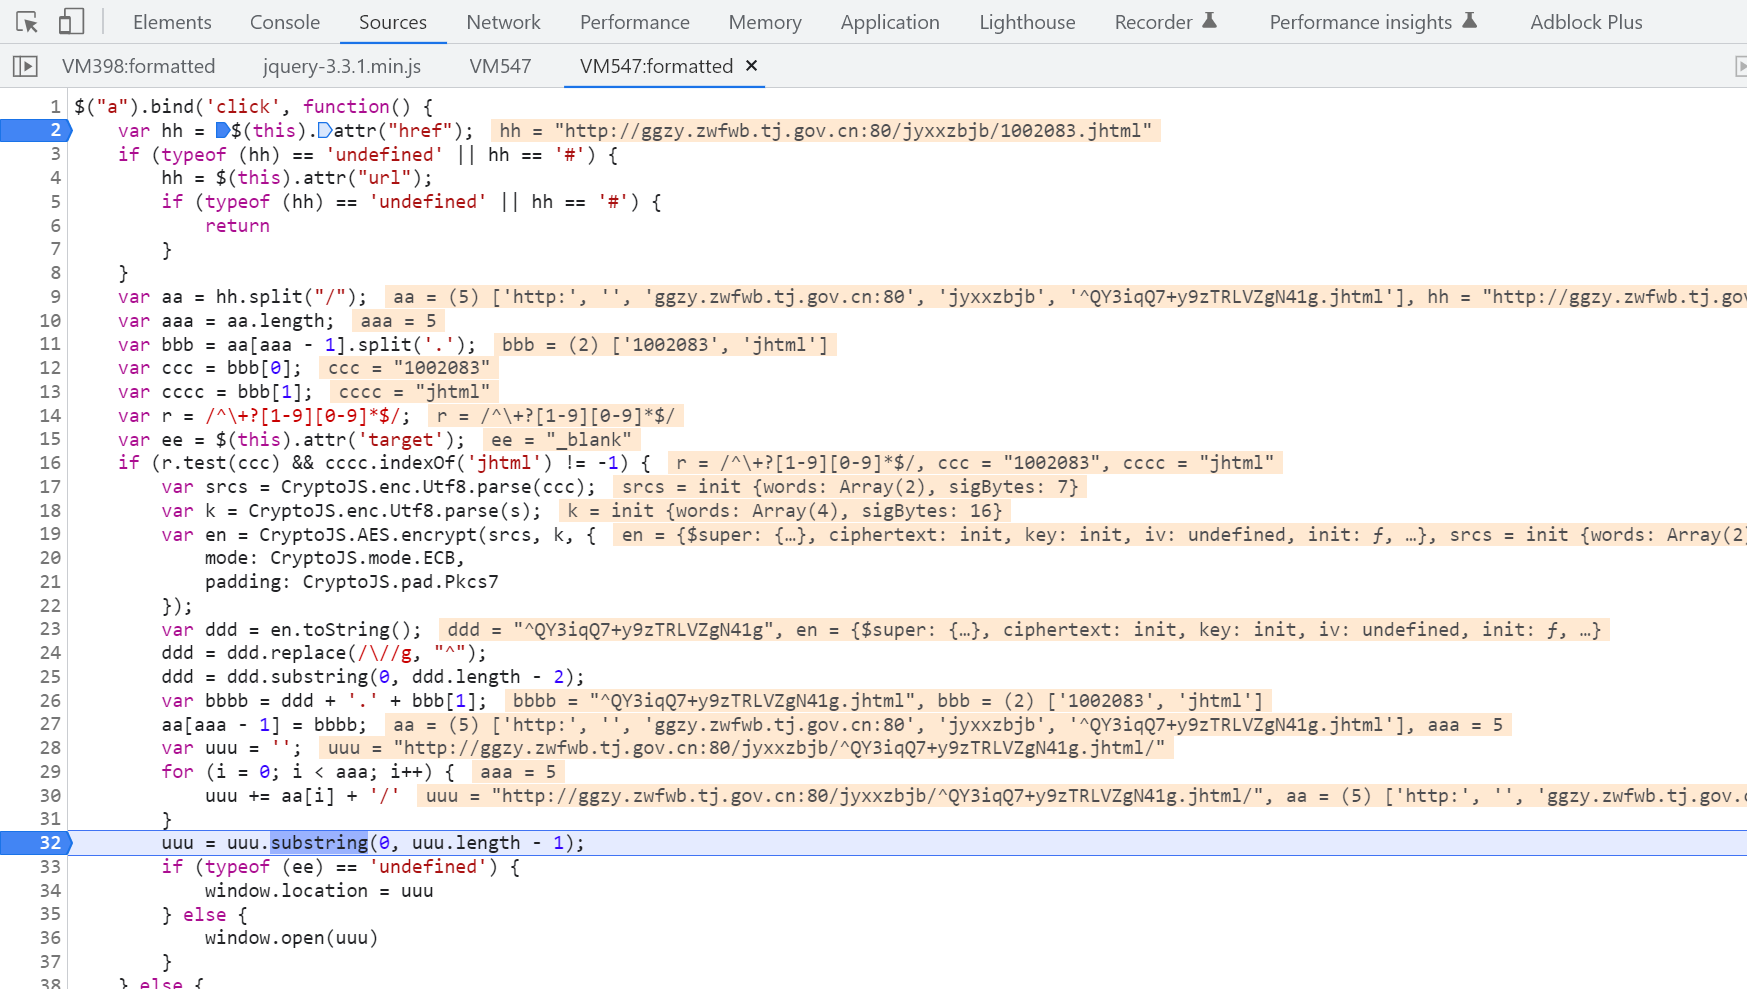 Elements Console Sources Network Performance Memory Application Lighthouse Recorder Performance insights Adblock Plus
VM398:formatted jquery-3.3.1.min.js VM547 VM547:formatted ×
1 $("a").bind('click', function() {
2 var hh = $(this).attr("href"); hh = "http://ggzy.zwfwb.tj.gov.cn:80/jyxxzbjb/1002083.jhtml"
3 if (typeof (hh) == 'undefined' || hh == '#') {
4 hh = $(this).attr("url");
5 if (typeof (hh) == 'undefined' || hh == '#') {
6 return
7 }
8 }
9 var aa = hh.split("/"); aa = (5) ['http:', '', 'ggzy.zwfwb.tj.gov.cn:80', 'jyxxzbjb', '^QY3iqQ7+y9zTRLVZgN41g.jhtml'], hh = "http://ggzy.zwfwb.tj.gov
10 var aaa = aa.length; aaa = 5
11 var bbb = aa[aaa - 1].split('.'); bbb = (2) ['1002083', 'jhtml']
12 var ccc = bbb[0]; ccc = "1002083"
13 var cccc = bbb[1]; cccc = "jhtml"
14 var r = /^\+?[1-9][0-9]*$/; r = /^\+?[1-9][0-9]*$/
15 var ee = $(this).attr('target'); ee = "_blank"
16 if (r.test(ccc) && cccc.indexOf('jhtml') != -1) { r = /^\+?[1-9][0-9]*$/, ccc = "1002083", cccc = "jhtml"
17 var srcs = CryptoJS.enc.Utf8.parse(ccc); srcs = init {words: Array(2), sigBytes: 7}
18 var k = CryptoJS.enc.Utf8.parse(s); k = init {words: Array(4), sigBytes: 16}
19 var en = CryptoJS.AES.encrypt(srcs, k, { en = {$super: {…}, ciphertext: init, key: init, iv: undefined, init: ƒ, …}, srcs = init {words: Array(2)
20 mode: CryptoJS.mode.ECB,
21 padding: CryptoJS.pad.Pkcs7
22 });
23 var ddd = en.toString(); ddd = "^QY3iqQ7+y9zTRLVZgN41g", en = {$super: {…}, ciphertext: init, key: init, iv: undefined, init: ƒ, …}
24 ddd = ddd.replace(/\//g, "^");
25 ddd = ddd.substring(0, ddd.length - 2);
26 var bbbb = ddd + '.' + bbb[1]; bbbb = "^QY3iqQ7+y9zTRLVZgN41g.jhtml", bbb = (2) ['1002083', 'jhtml']
27 aa[aaa - 1] = bbbb; aa = (5) ['http:', '', 'ggzy.zwfwb.tj.gov.cn:80', 'jyxxzbjb', '^QY3iqQ7+y9zTRLVZgN41g.jhtml'], aaa = 5
28 var uuu = ''; uuu = "http://ggzy.zwfwb.tj.gov.cn:80/jyxxzbjb/^QY3iqQ7+y9zTRLVZgN41g.jhtml/"
29 for (i = 0; i < aaa; i++) { aaa = 5
30 uuu += aa[i] + '/' uuu = "http://ggzy.zwfwb.tj.gov.cn:80/jyxxzbjb/^QY3iqQ7+y9zTRLVZgN41g.jhtml/", aa = (5) ['http:', '', 'ggzy.zwfwb.tj.gov.c
31 }
32 uuu = uuu.substring(0, uuu.length - 1);
33 if (typeof (ee) == 'undefined') {
34 window.location = uuu
35 } else {
36 window.open(uuu)
37 }
38 } else {